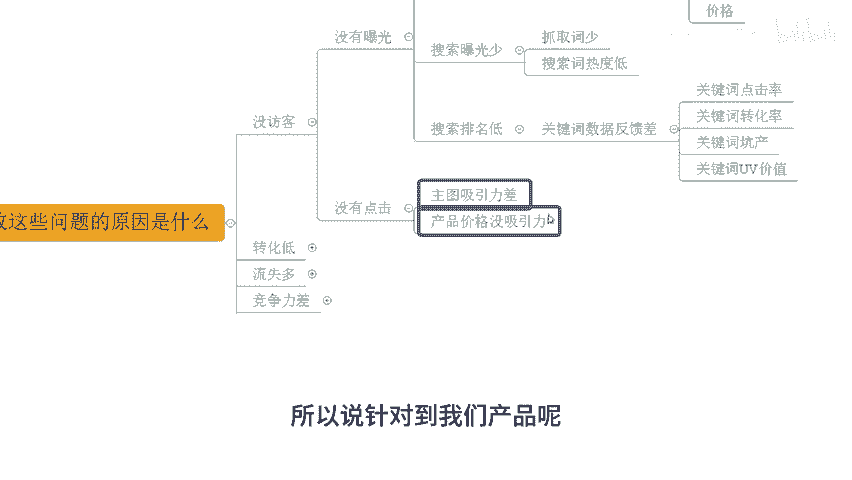 价格
没有曝光
搜索曝光少
抓取词少
搜索词热度低
关键词点击率
没访客
搜索排名低
关键词数据反馈差
关键词转化率
关键词坑产
关键词UV价值
主图吸引力差
没有点击
产品价格没吸引力
这些问题的原因是什么
转化低
流失多
竞争力差
所以说针对到我们产品呢